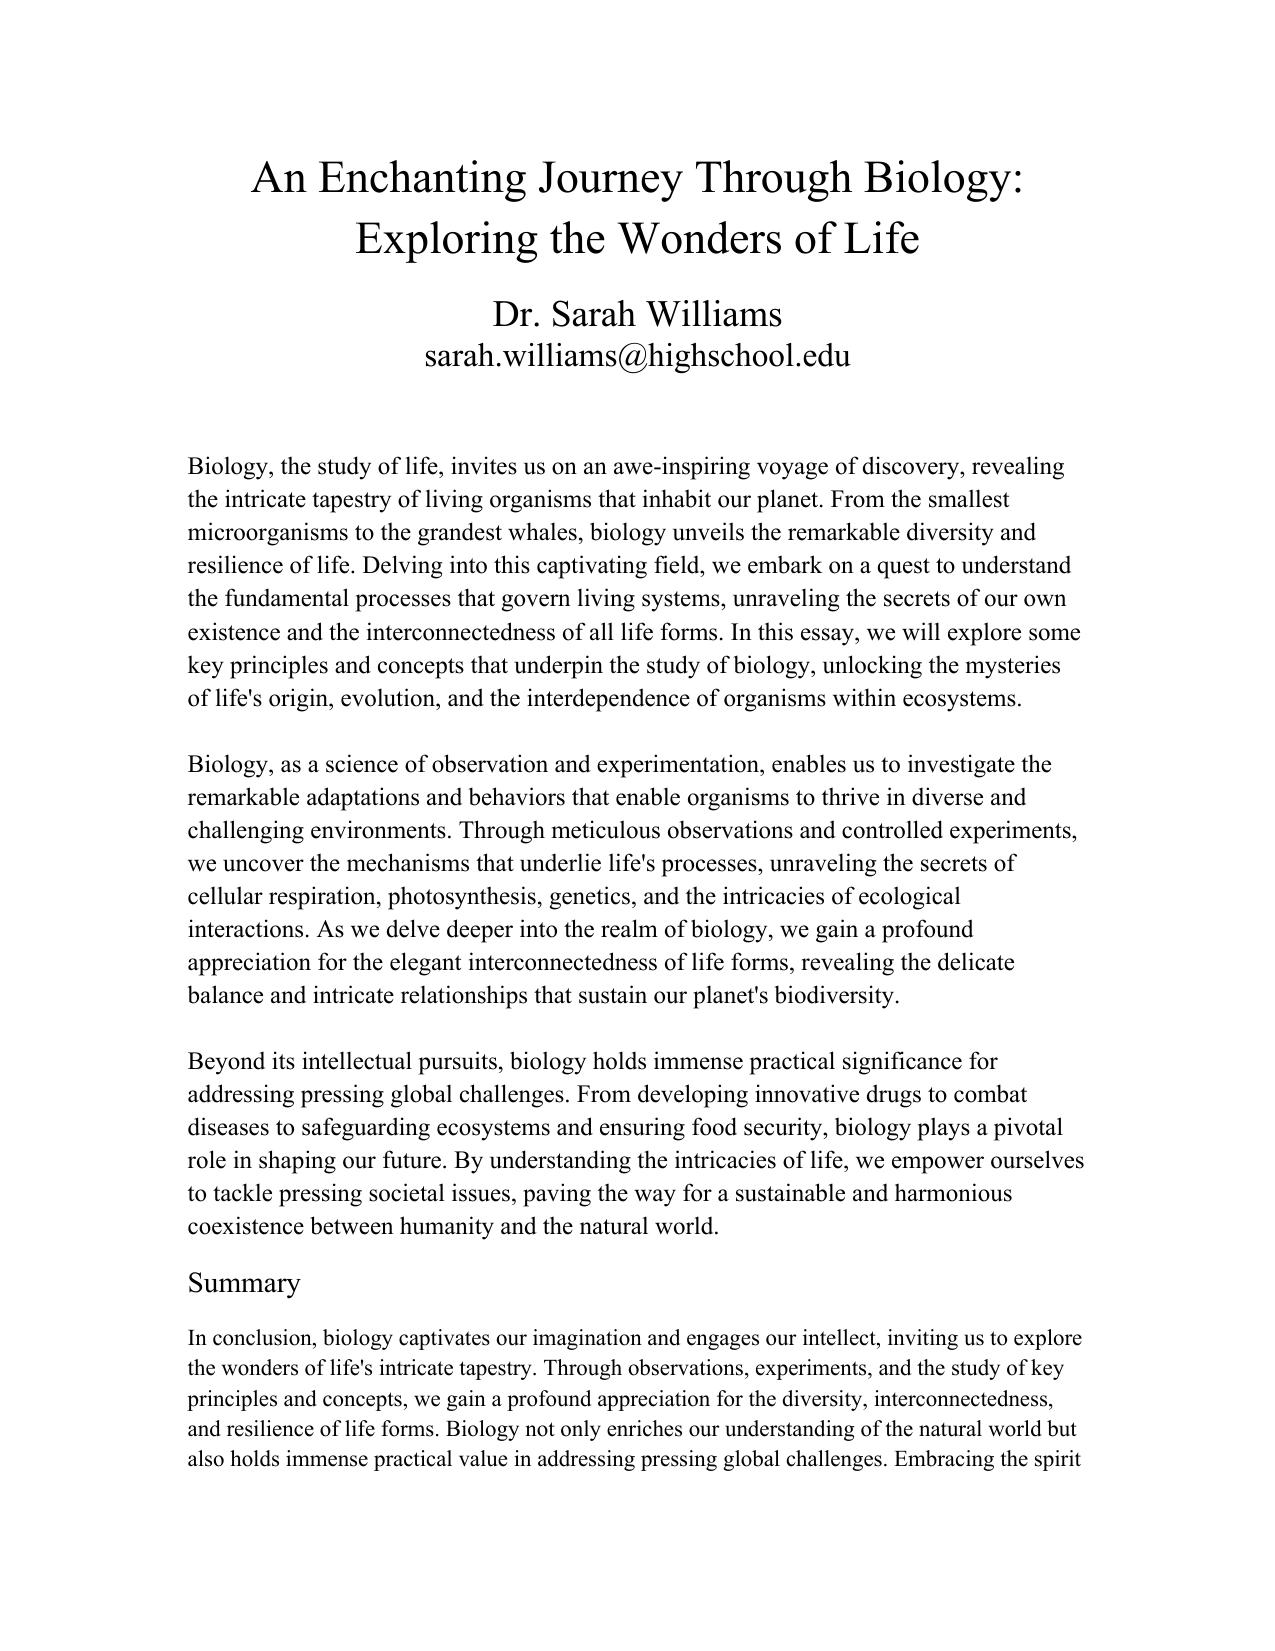 An Enchanting Journey Through Biology:
Exploring the Wonders of Life
Dr. Sarah Williams
sarah.williams@highschool.edu
Biology, the study of life, invites us on an awe-inspiring voyage of discovery, revealing
the intricate tapestry of living organisms that inhabit our planet. From the smallest
microorganisms to the grandest whales, biology unveils the remarkable diversity and
resilience of life. Delving into this captivating field, we embark on a quest to understand
the fundamental processes that govern living systems, unraveling the secrets of our own
existence and the interconnectedness of all life forms. In this essay, we will explore some
key principles and concepts that underpin the study of biology, unlocking the mysteries
of life's origin, evolution, and the interdependence of organisms within ecosystems.
Biology, as a science of observation and experimentation, enables us to investigate the
remarkable adaptations and behaviors that enable organisms to thrive in diverse and
challenging environments. Through meticulous observations and controlled experiments,
we uncover the mechanisms that underlie life's processes, unraveling the secrets of
cellular respiration, photosynthesis, genetics, and the intricacies of ecological
interactions. As we delve deeper into the realm of biology, we gain a profound
appreciation for the elegant interconnectedness of life forms, revealing the delicate
balance and intricate relationships that sustain our planet's biodiversity.
Beyond its intellectual pursuits, biology holds immense practical significance for
addressing pressing global challenges. From developing innovative drugs to combat
diseases to safeguarding ecosystems and ensuring food security, biology plays a pivotal
role in shaping our future. By understanding the intricacies of life, we empower ourselves
to tackle pressing societal issues, paving the way for a sustainable and harmonious
coexistence between humanity and the natural world.
Summary
In conclusion, biology captivates our imagination and engages our intellect, inviting us to explore
the wonders of life's intricate tapestry. Through observations, experiments, and the study of key
principles and concepts, we gain a profound appreciation for the diversity, interconnectedness,
and resilience of life forms. Biology not only enriches our understanding of the natural world but
also holds immense practical value in addressing pressing global challenges. Embracing the spirit